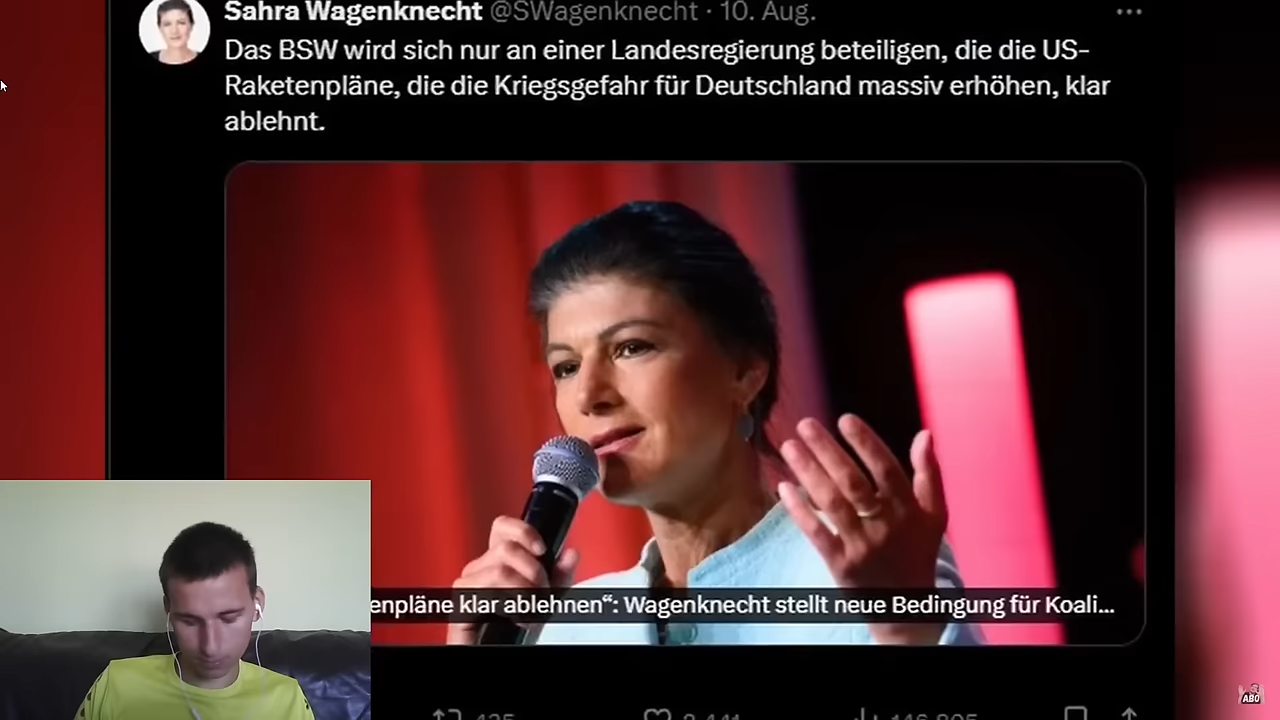 Sahra Wagenknecht @SWagenknecht · 10. Aug.
Das BSW wird sich nur an einer Landesregierung beteiligen, die die US-
Raketenpläne, die die Kriegsgefahr für Deutschland massiv erhöhen, klar
ablehnt.
enpläne klar ablehnen“: Wagenknecht stellt neue Bedingung für Koali...
ABO